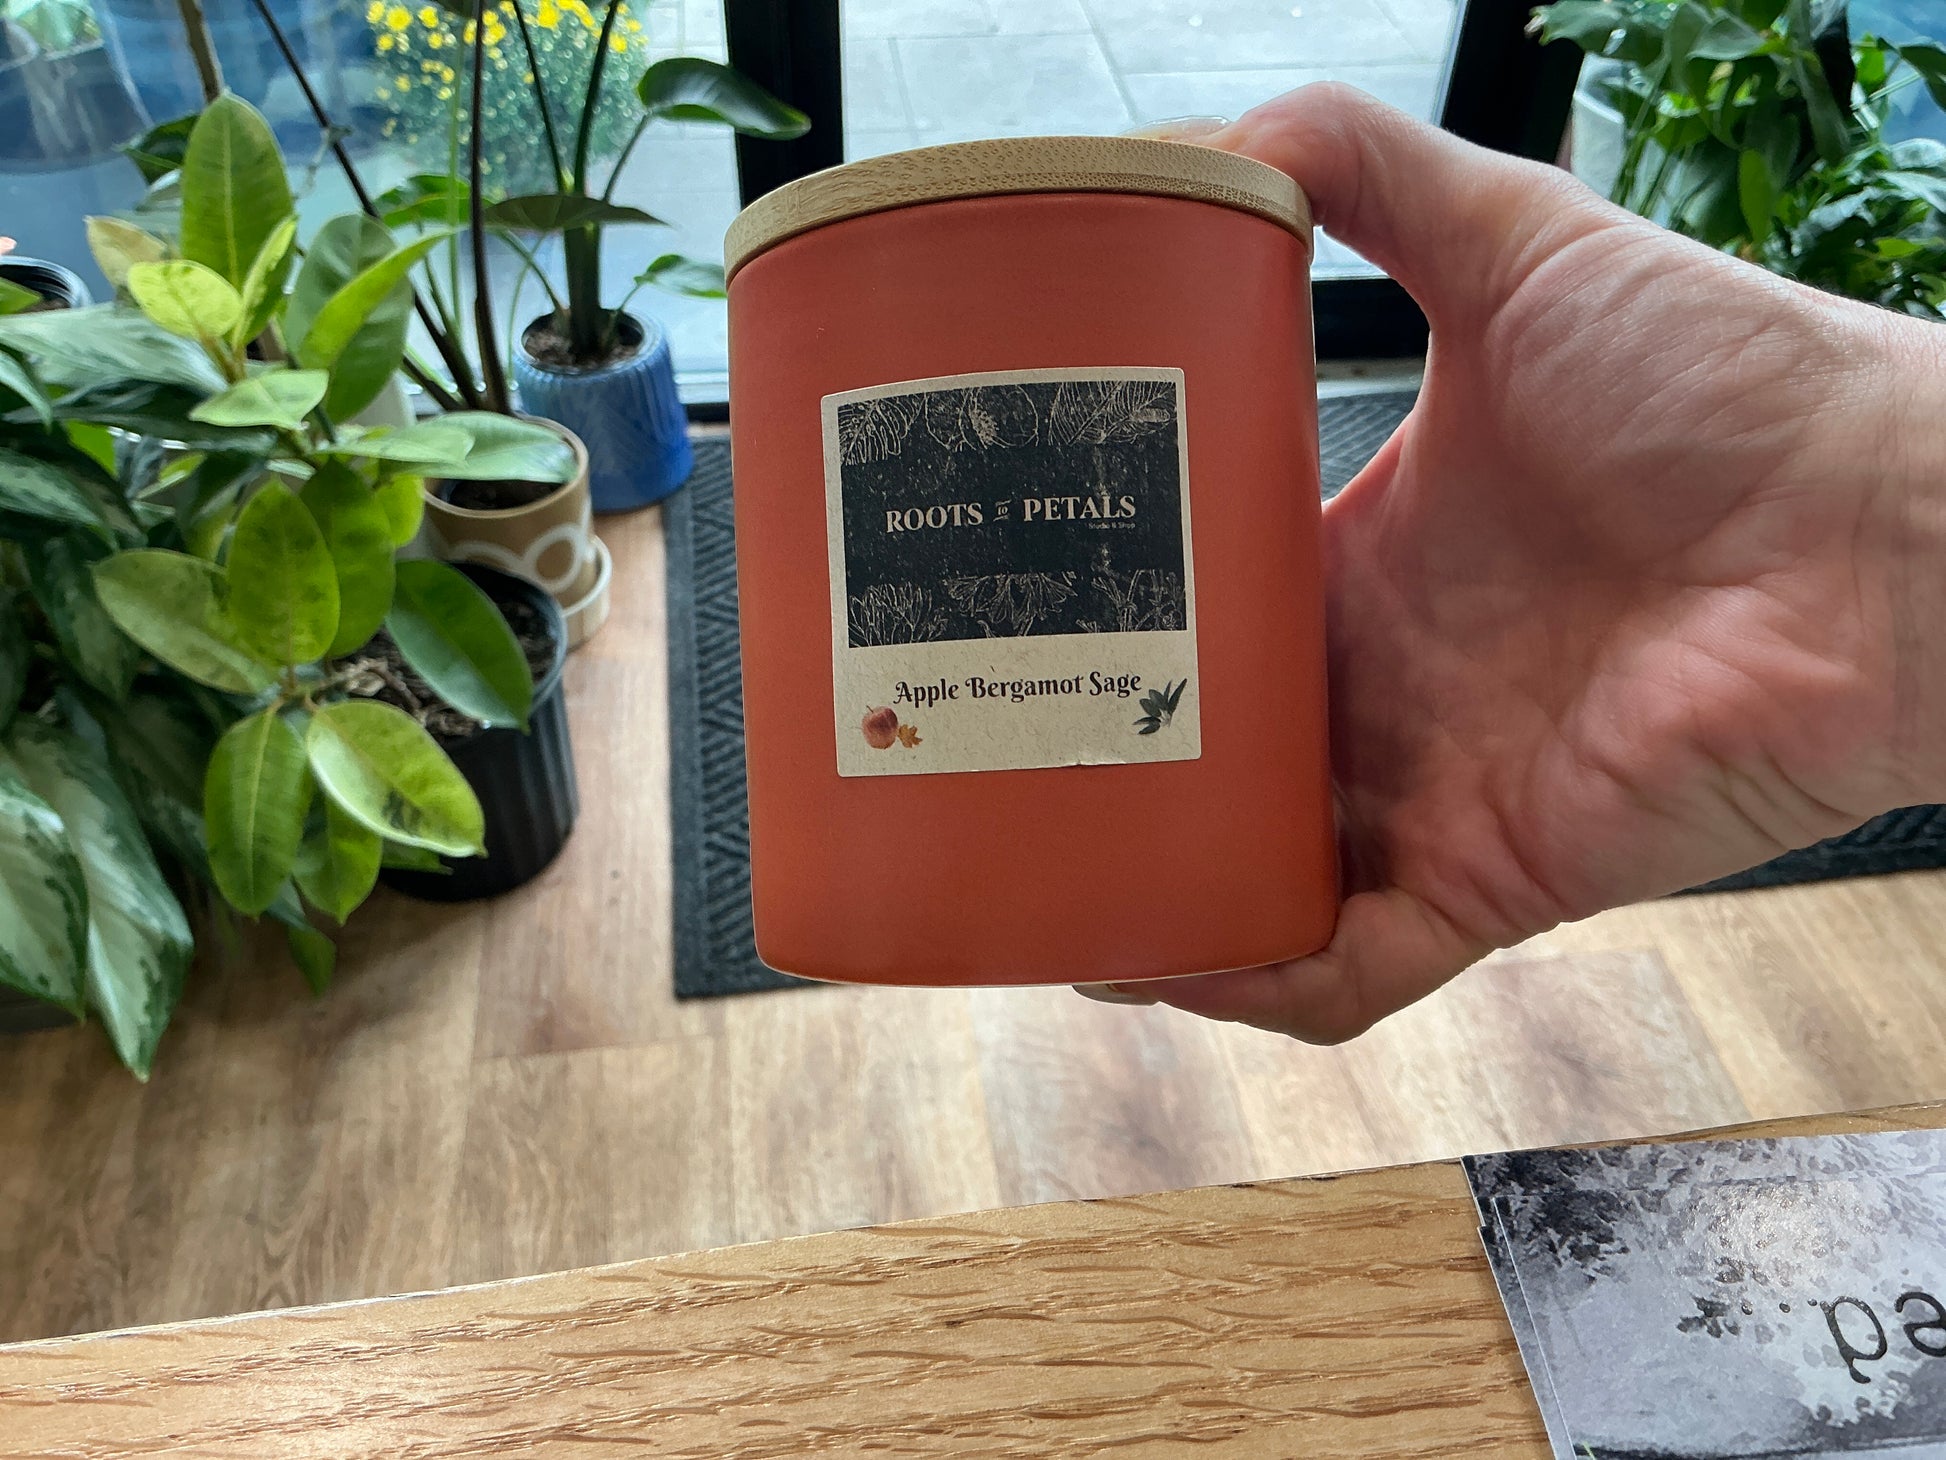 ROOTS TO PETALS
Studio & Shop
Apple Bergamot Sage